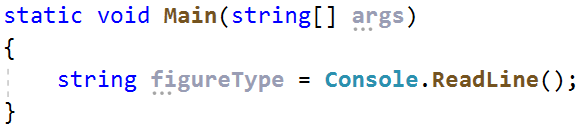 static void Main(string[] args)
{
    string figureType = Console.ReadLine();
}